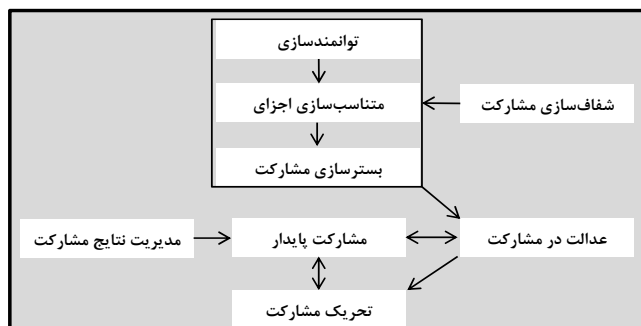 توانمندسازی
متناسب‌سازی اجزای
شفاف‌سازی مشارکت
بسترسازی مشارکت
عدالت در مشارکت
مشارکت پایدار
مدیریت نتایج مشارکت
تحریک مشارکت